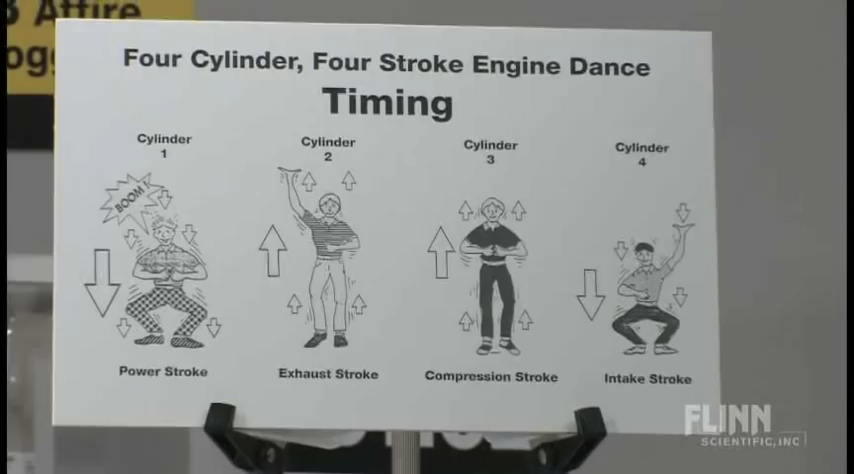 Attire
Four Cylinder, Four Stroke Engine Dance
Timing
Cylinder
1
Cylinder
2
Cylinder
3
Cylinder
4
BOOM!
Power Stroke
Exhaust Stroke
Compression Stroke
Intake Stroke
FLINN
SCIENTIFIC, INC